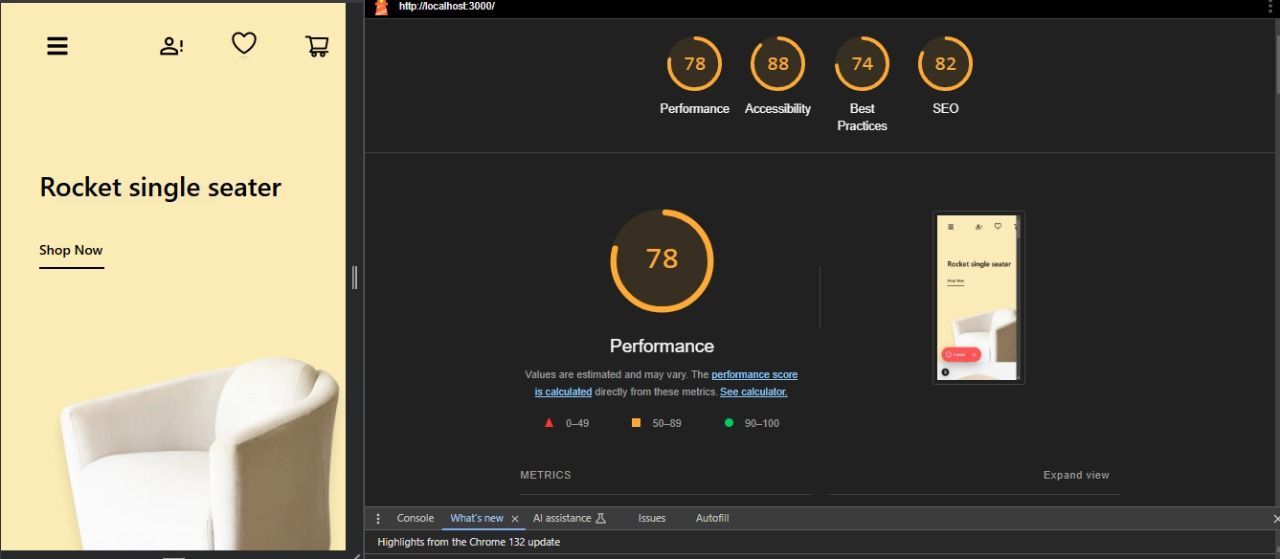 http://localhost:3000/
Rocket single seater
Shop Now
78
88
74
82
Performance
Accessibility
Best
Practices
SEO
78
Performance
Values are estimated and may vary. The performance score
is calculated directly from these metrics. See calculator.
0–49
50–89
90–100
Rocket single seater
Shop Now
METRICS
Expand view
Console
What's new
AI assistance
Issues
Autofill
Highlights from the Chrome 132 update